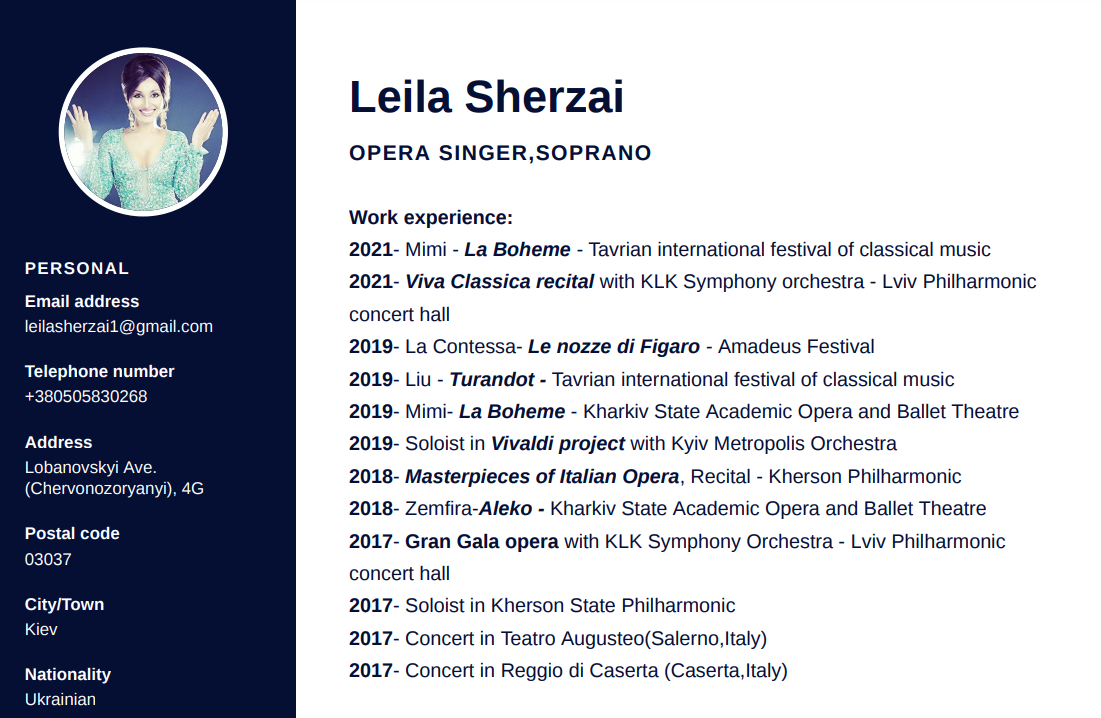 Leila Sherzai
OPERA SINGER,SOPRANO
PERSONAL
Email address
leilasherzai1@gmail.com
Telephone number
+380505830268
Address
Lobanovskyi Ave.
(Chervonozoryanyi), 4G
Postal code
03037
City/Town
Kiev
Nationality
Ukrainian
Work experience:
2021- Mimi - La Boheme - Tavrian international festival of classical music
2021- Viva Classica recital with KLK Symphony orchestra - Lviv Philharmonic
concert hall
2019- La Contessa- Le nozze di Figaro - Amadeus Festival
2019- Liu - Turandot - Tavrian international festival of classical music
2019- Mimi- La Boheme - Kharkiv State Academic Opera and Ballet Theatre
2019- Soloist in Vivaldi project with Kyiv Metropolis Orchestra
2018- Masterpieces of Italian Opera, Recital - Kherson Philharmonic
2018- Zemfira-Aleko - Kharkiv State Academic Opera and Ballet Theatre
2017- Gran Gala opera with KLK Symphony Orchestra - Lviv Philharmonic
concert hall
2017- Soloist in Kherson State Philharmonic
2017- Concert in Teatro Augusteo(Salerno,Italy)
2017- Concert in Reggio di Caserta (Caserta,Italy)